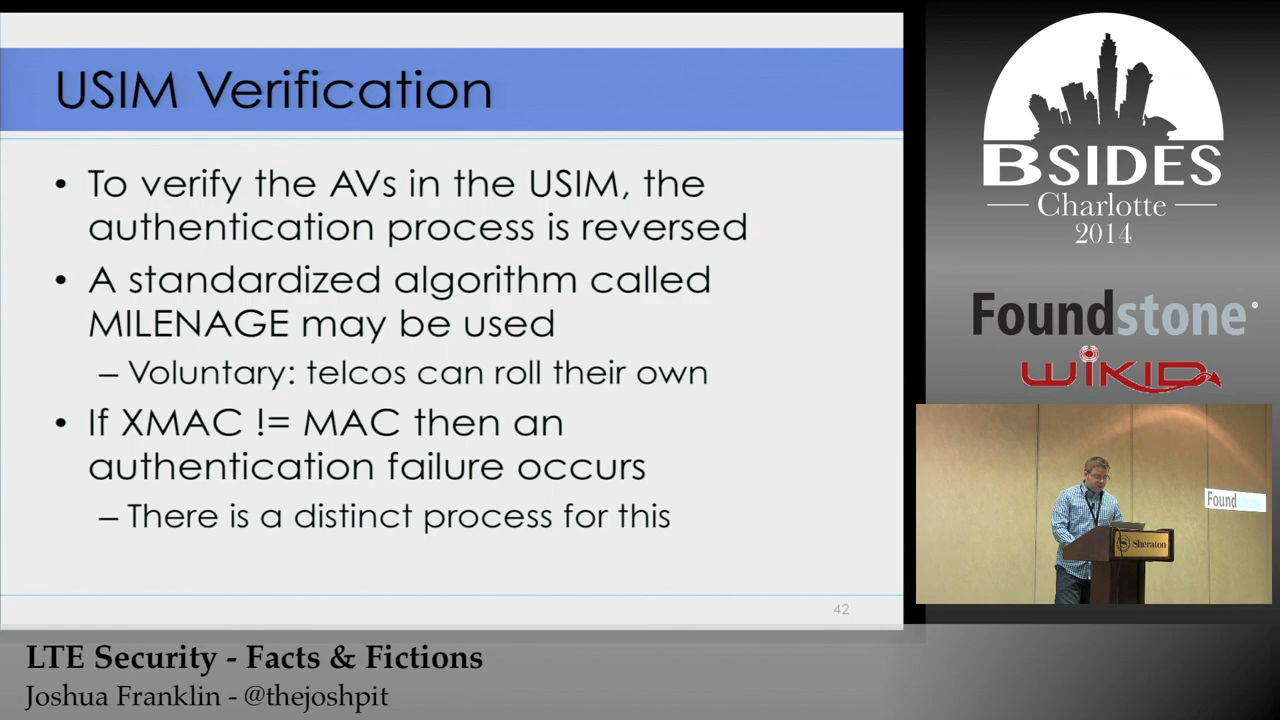 USIM Verification
• To verify the AVs in the USIM, the
authentication process is reversed
• A standardized algorithm called
MILENAGE may be used
– Voluntary: telcos can roll their own
• If XMAC != MAC then an
authentication failure occurs
– There is a distinct process for this
42
BSIDES
Charlotte
2014
Foundstone
WiKID
Found
Sheraton
LTE Security - Facts & Fictions
Joshua Franklin - @thejoshpit